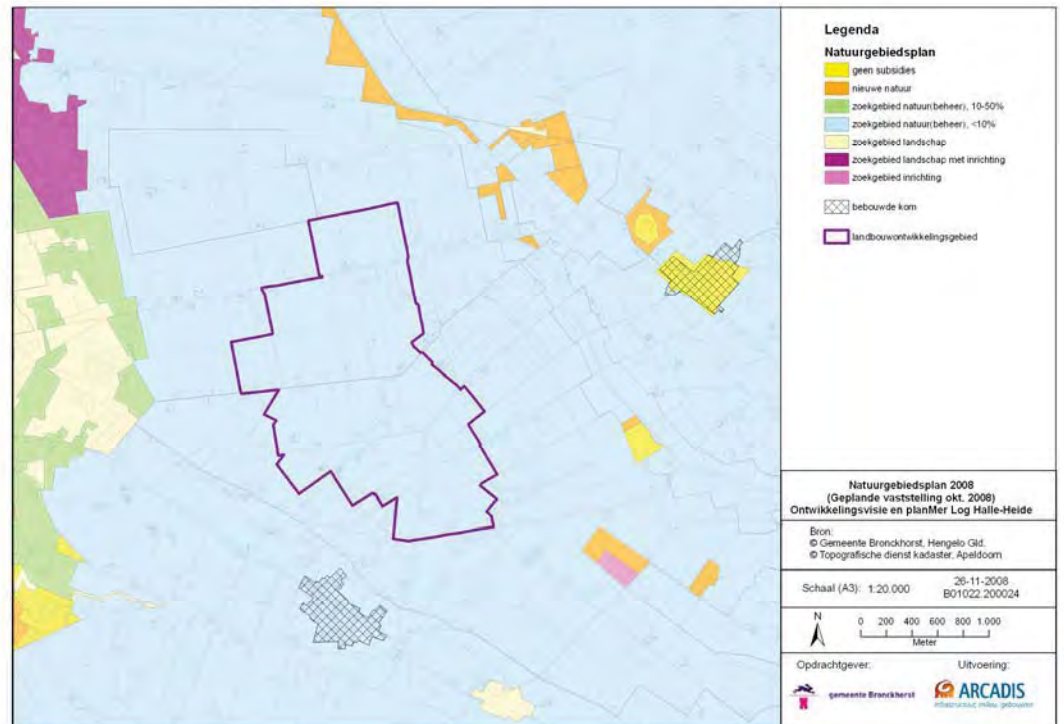 Legenda
Natuurgebiedsplan
geen subsidies
nieuwe natuur
zoekgebied natuur(beheer), 10-50%
zoekgebied natuur(beheer), <10%
zoekgebied landschap
zoekgebied landschap met inrichting
zoekgebied inrichting
bebouwde kom
landbouwontwikkelingsgebied
Natuurgebiedsplan 2008
(Geplande vaststelling okt. 2008)
Ontwikkelingsvisie en planMer Log Halle-Heide
Bron:
© Gemeente Bronckhorst, Hengelo Gld.
© Topografische dienst kadaster, Apeldoorn
Schaal (A3): 1:20.000
26-11-2008
B01022.200024
N
0 200 400 600 800 1.000
Meter
Opdrachtgever:
Uitvoering:
gemeente Bronckhorst
ARCADIS
infrastructuur, milieu, gebouwen